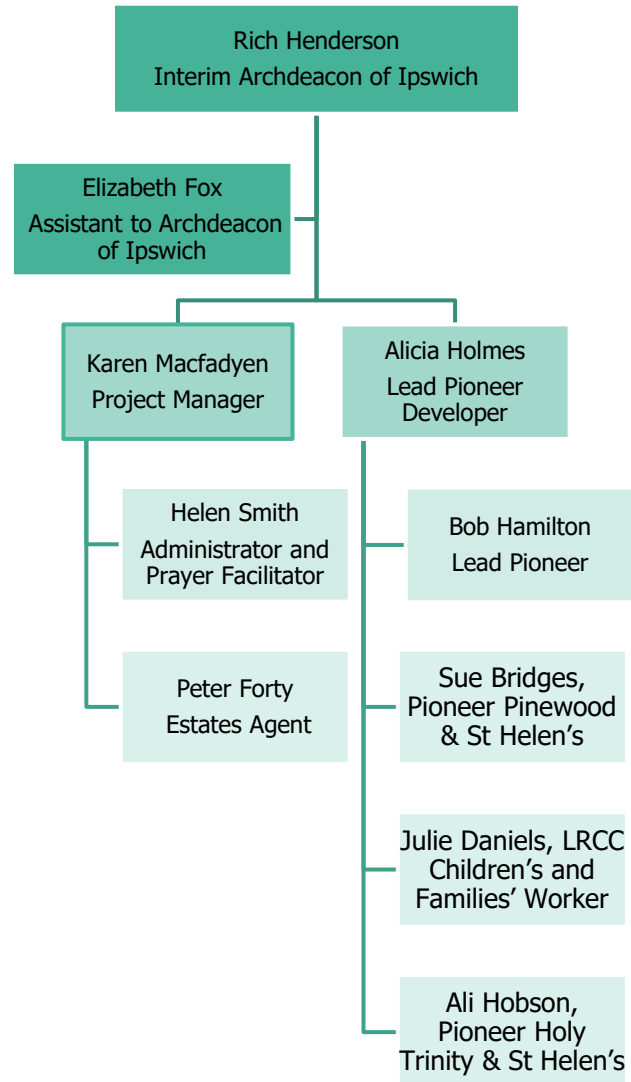 Rich Henderson
Interim Archdeacon of Ipswich
Elizabeth Fox
Assistant to Archdeacon
of Ipswich
Karen Macfadyen
Project Manager
Alicia Holmes
Lead Pioneer
Developer
Helen Smith
Administrator and
Prayer Facilitator
Bob Hamilton
Lead Pioneer
Peter Forty
Estates Agent
Sue Bridges,
Pioneer Pinewood
& St Helen’s
Julie Daniels, LRCC
Children’s and
Families’ Worker
Ali Hobson,
Pioneer Holy
Trinity & St Helen’s